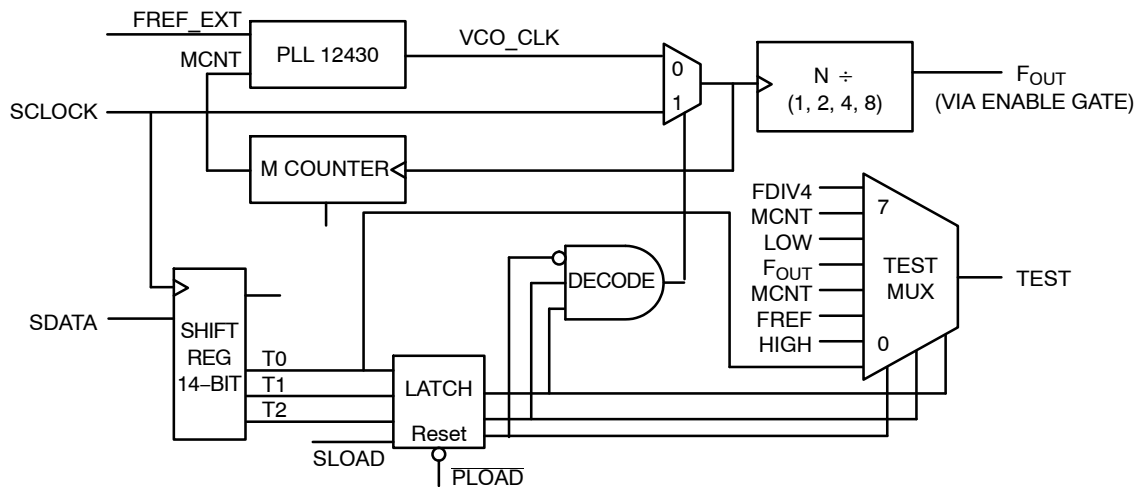 FREF_EXT
MCNT
PLL 12430
VCO_CLK
0
1
N ÷
(1, 2, 4, 8)
FOUT
(VIA ENABLE GATE)
SCLOCK
M COUNTER
FDIV4
MCNT
LOW
FOUT
MCNT
FREF
HIGH
7
TEST
MUX
0
TEST
DECODE
SDATA
SHIFT
REG
14–BIT
T0
T1
T2
LATCH
Reset
SLOAD
PLOAD